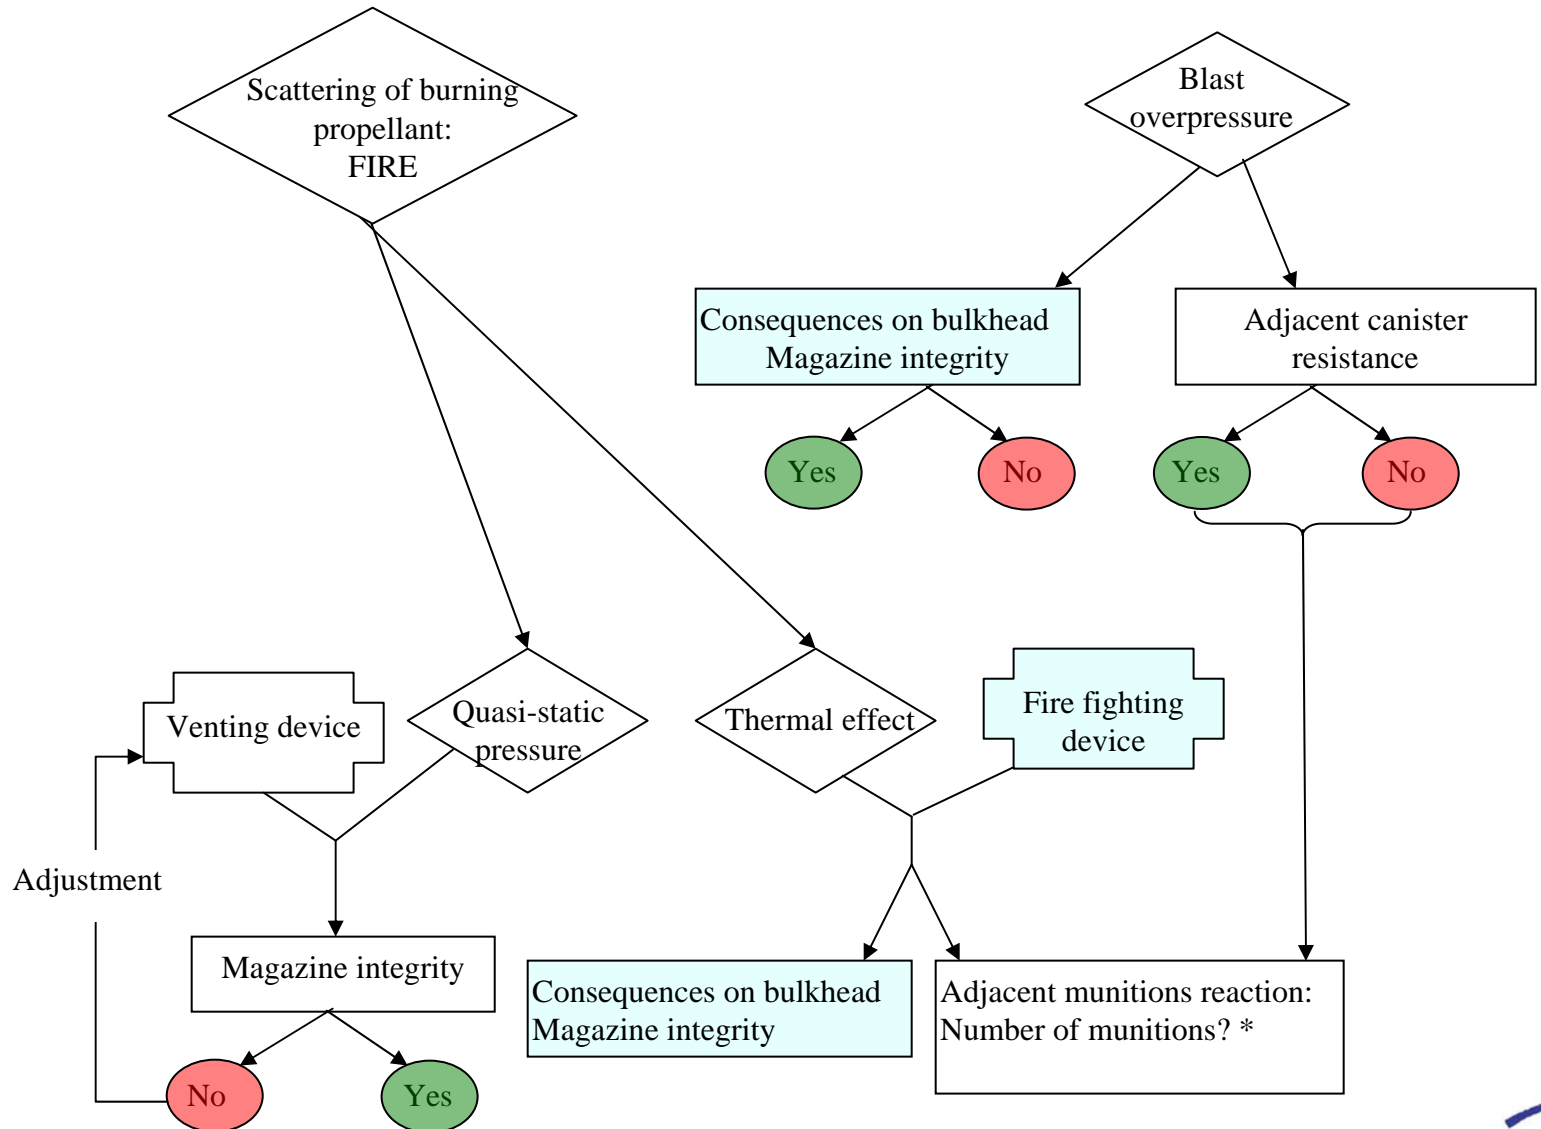 Scattering of burning
propellant:
FIRE
Blast
overpressure
Consequences on bulkhead
Magazine integrity
Adjacent canister
resistance
Yes
No
Yes
No
Venting device
Quasi-static
pressure
Thermal effect
Fire fighting
device
Adjustment
Magazine integrity
Consequences on bulkhead
Magazine integrity
Adjacent munitions reaction:
Number of munitions? *
No
Yes